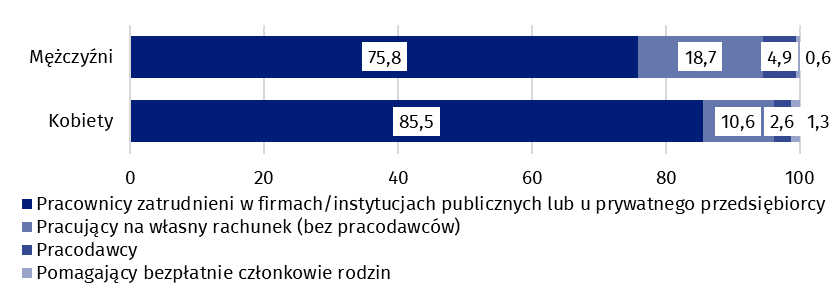 Mężczyźni 75,8 18,7 4,9 0,6
Kobiety 85,5 10,6 2,6 1,3
0 20 40 60 80 100
Pracownicy zatrudnieni w firmach/instytucjach publicznych lub u prywatnego przedsiębiorcy
Pracujący na własny rachunek (bez pracodawców)
Pracodawcy
Pomagający bezpłatnie członkowie rodzin